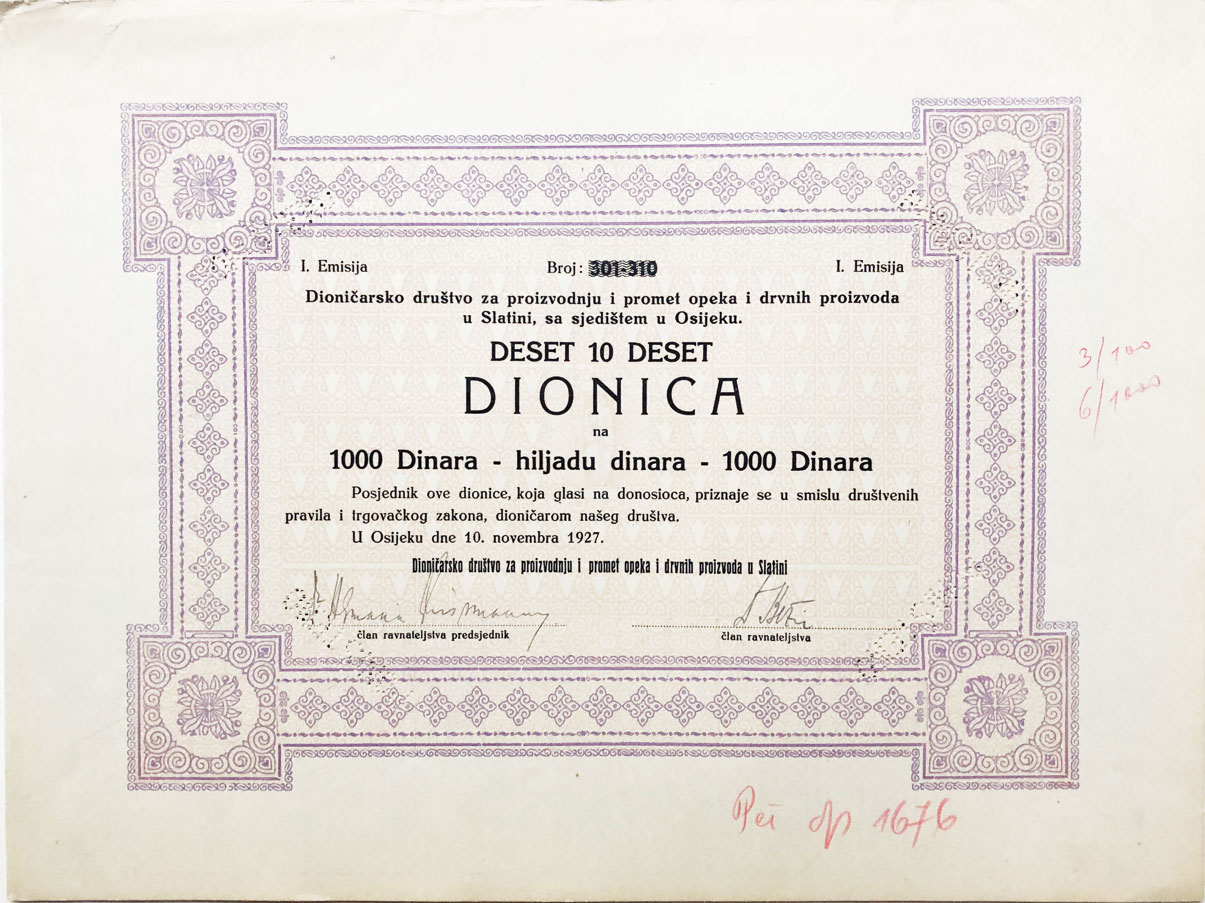 I. Emisija Broj: 301-310 I. Emisija
Dioničarsko društvo za proizvodnju i promet opeka i drvnih proizvoda
u Slatini, sa sjedištem u Osijeku.
DESET 10 DESET
DIONICA
na
1000 Dinara - hiljadu dinara - 1000 Dinara
Posjednik ove dionice, koja glasi na donosioca, priznaje se u smislu društvenih
pravila i trgovačkog zakona, dioničarom našeg društva.
U Osijeku dne 10. novembra 1927.
Dioničarsko društvo za proizvodnju i promet opeka i drvnih proizvoda u Slatini
član ravnateljstva predsjednik član ravnateljstva
3/100
6/1000
1676